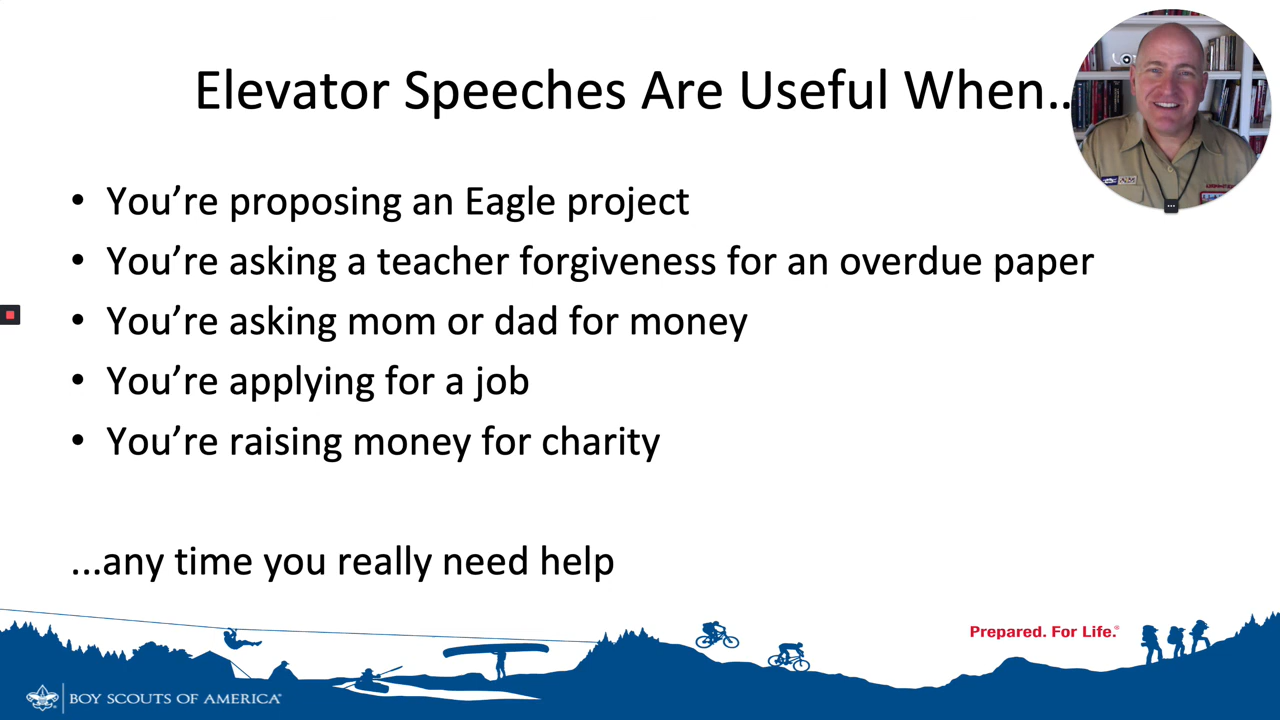 Elevator Speeches Are Useful When..
• You’re proposing an Eagle project
• You’re asking a teacher forgiveness for an overdue paper
• You’re asking mom or dad for money
• You’re applying for a job
• You’re raising money for charity
...any time you really need help
Prepared. For Life.®
BOY SCOUTS OF AMERICA®